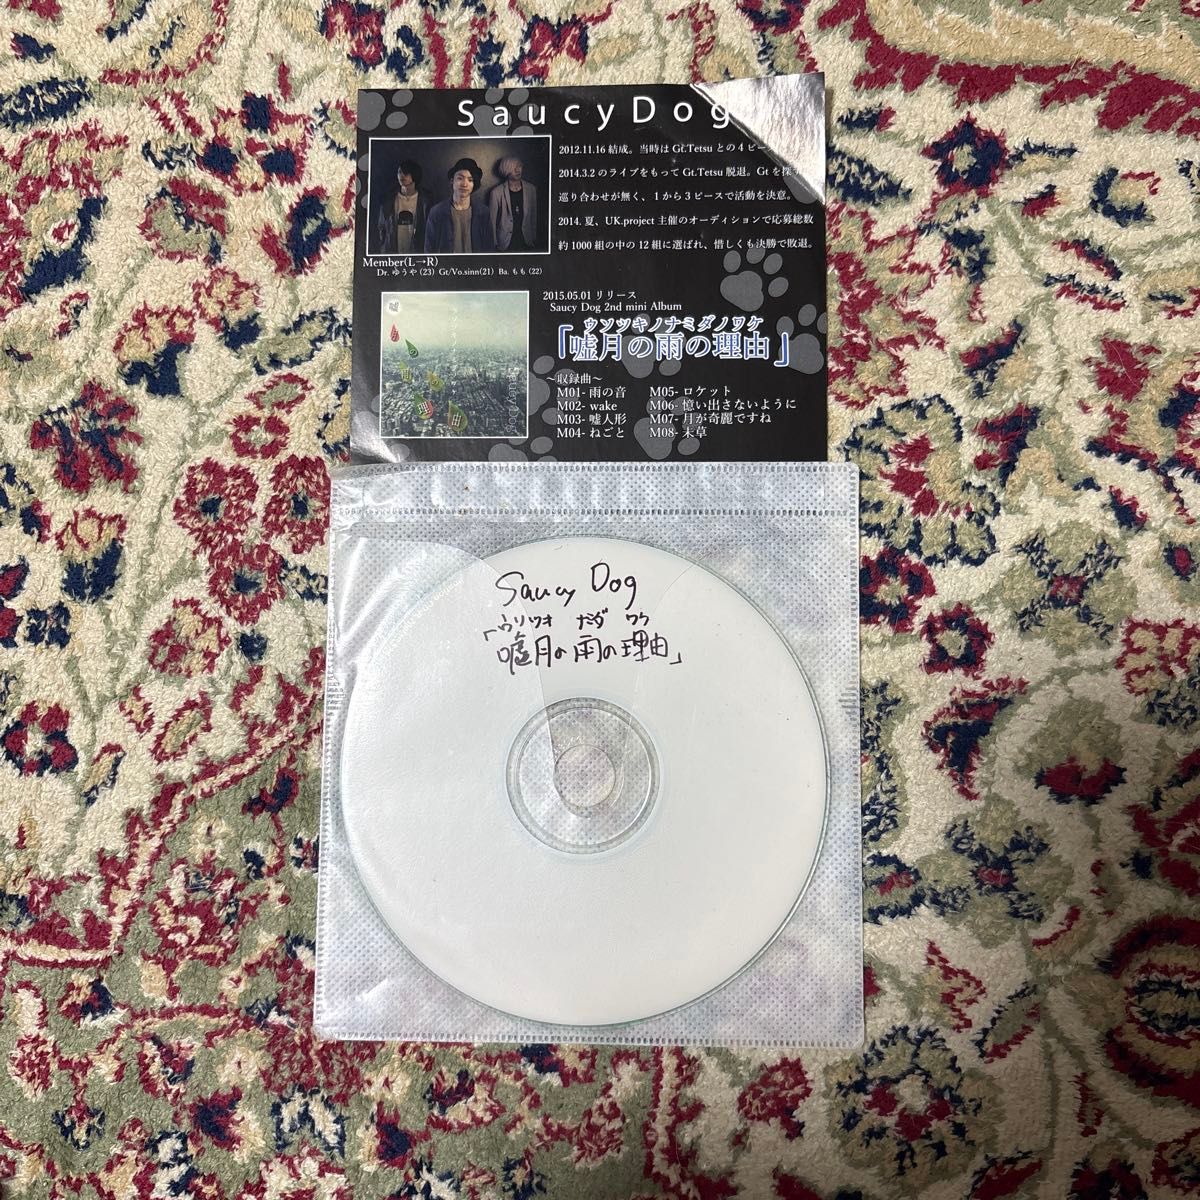 SaucyDog
2012.11.16 結成。当時は Gt.Tetsu との4ピー
2014.3.2 のライブをもって Gt.Tetsu 脱退。Gt を探す
巡り合わせが無く、1から3ピースで活動を決意。
2014. 夏、UK.project 主催のオーディションで応募総数
約 1000 組の中の 12 組に選ばれ、惜しくも決勝で敗退。
Member(L→R)
Dr. ゆうや (23) Gt/Vo.sinn(21) Ba. もも (22)
2015.05.01 リリース
Saucy Dog 2nd mini Album
ウソツキノナミダノワケ
「嘘月の雨の理由」
～収録曲～
M01- 雨の音
M02- wake
M03- 嘘人形
M04- ねごと
M05- ロケット
M06- 憶い出さないように
M07- 月が奇麗ですね
M08- 未草
Saucy Dog
ウソツキ ナミダ ワケ
「嘘月の雨の理由」